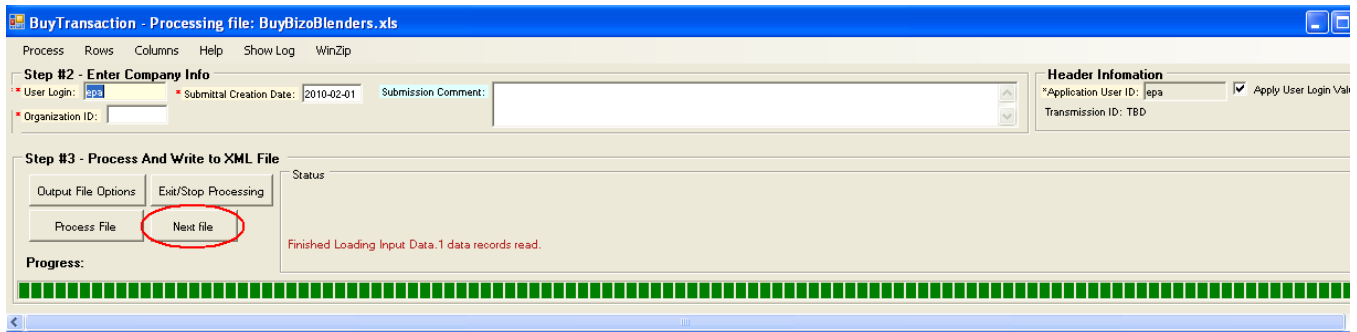 BuyTransaction - Processing file: BuyBizoBlenders.xls
Process Rows Columns Help Show Log WinZip
Step #2 - Enter Company Info
* User Login: epa * Submittal Creation Date: 2010-02-01 Submission Comment:
* Organization ID:
Header Infomation
*Application User ID: epa Apply User Login Valu
Transmission ID: TBD
Step #3 - Process And Write to XML File
Output File Options Exit/Stop Processing
Process File Next file
Status
Finished Loading Input Data.1 data records read.
Progress: